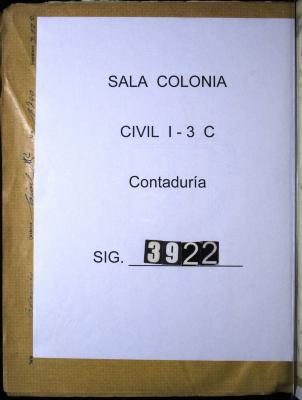 SALA COLONIA
CIVIL I - 3 C
Contaduría
SIG. 3922